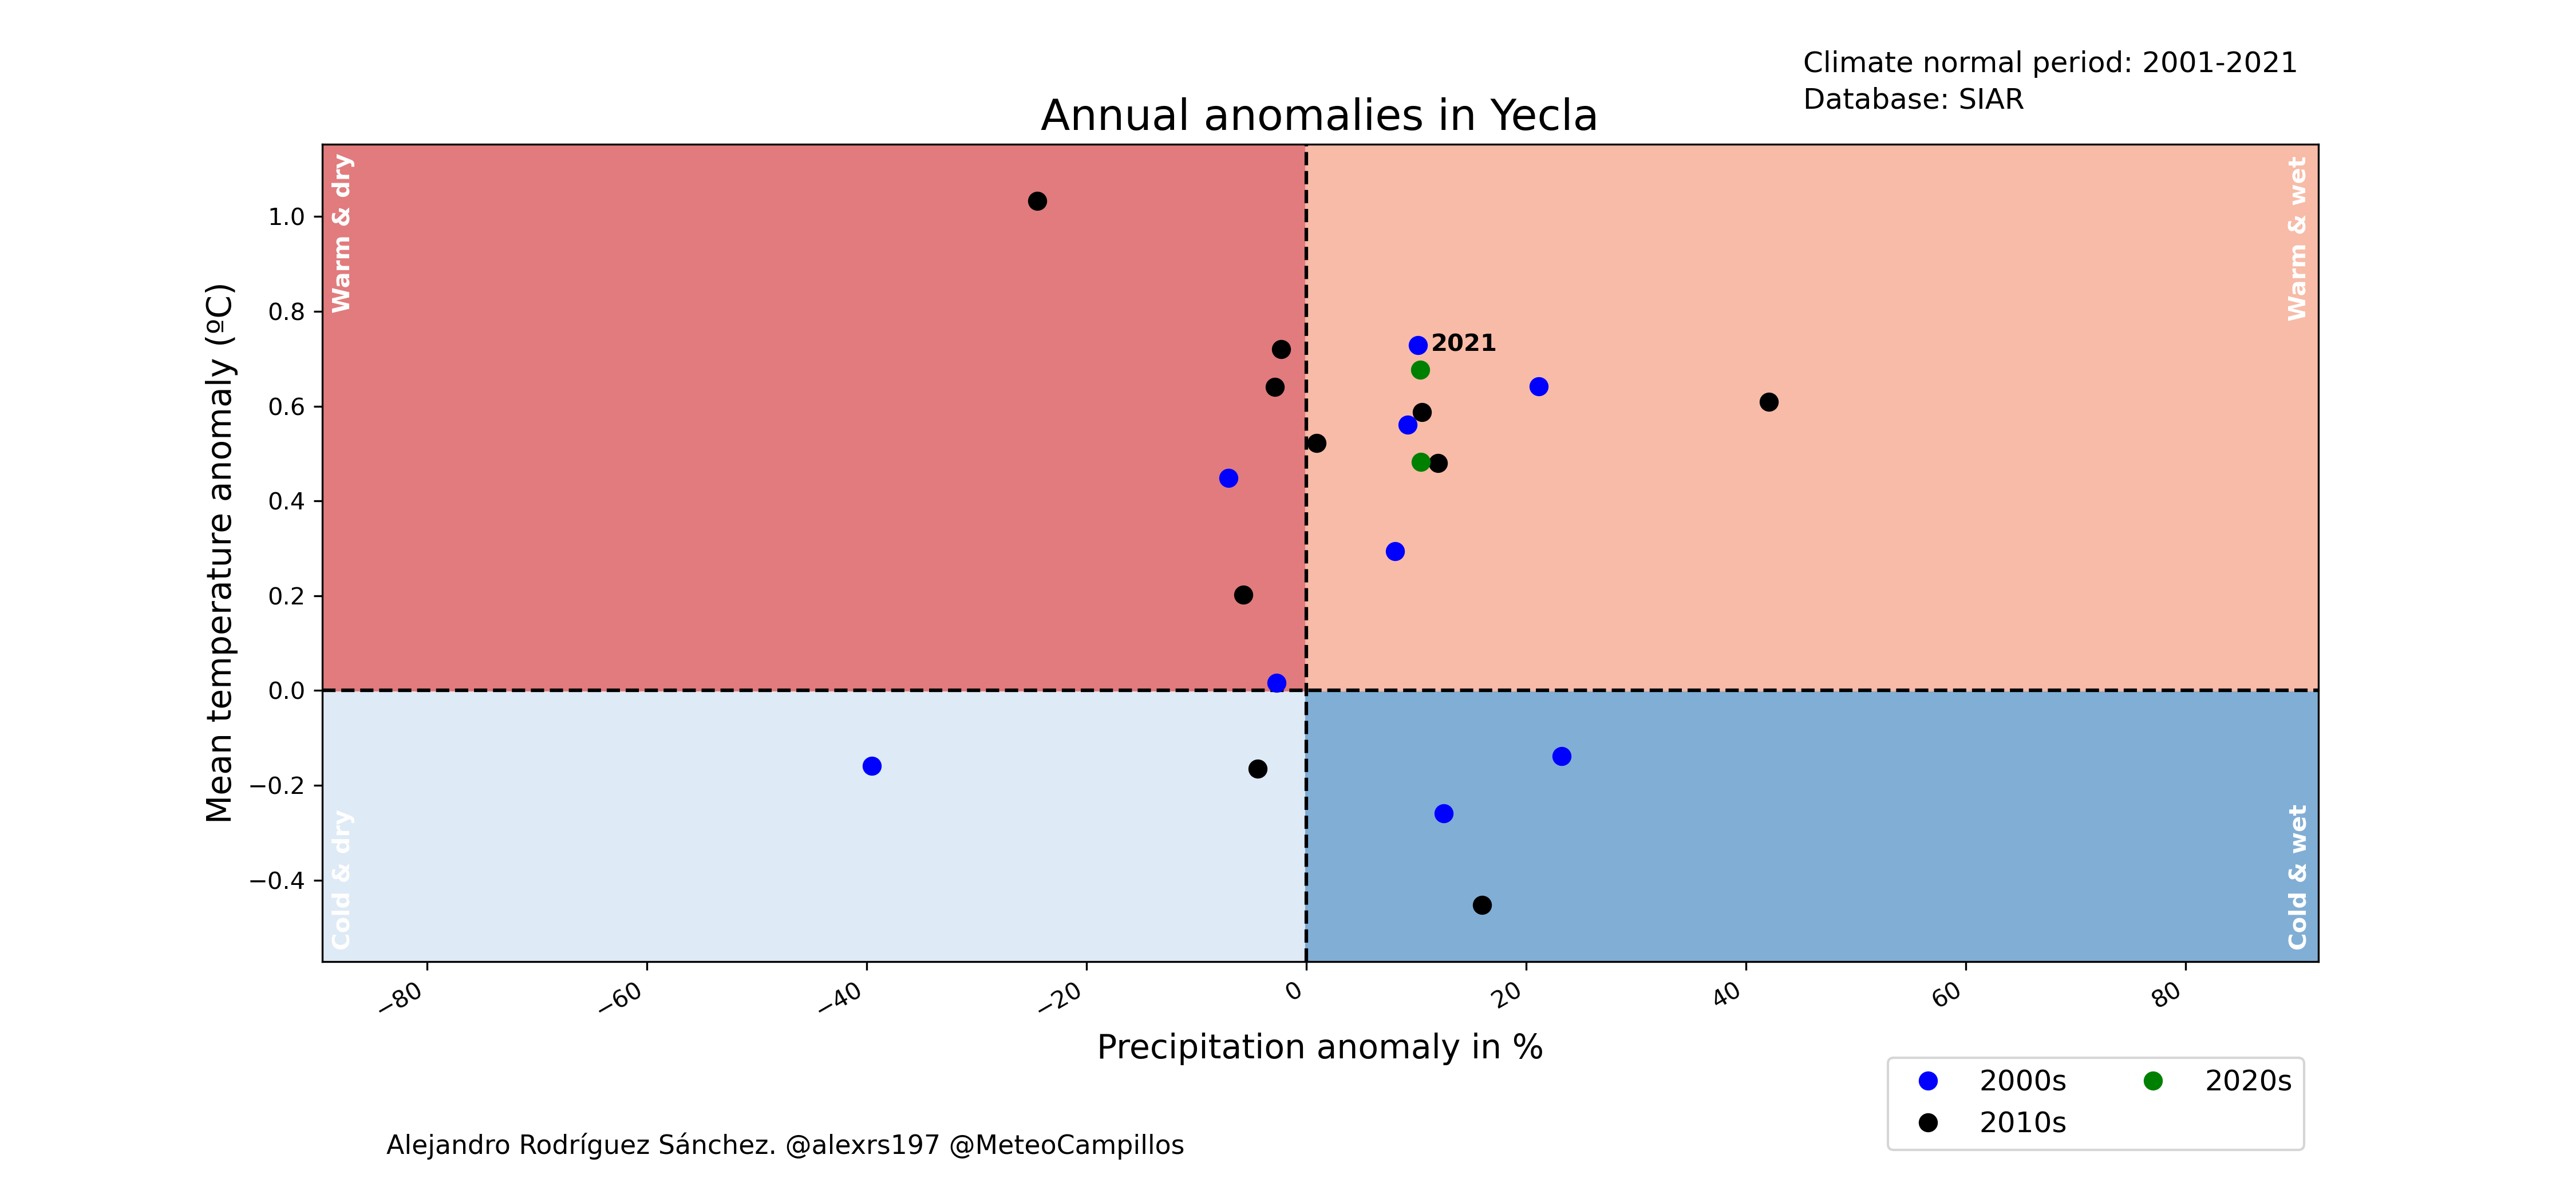 Climate normal period: 2001-2021
Database: SIAR
Annual anomalies in Yecla
Warm & dry
Warm & wet
1.0
0.8
2021
0.6
0.4
0.2
0.0
−0.2
−0.4
Mean temperature anomaly (ºC)
Cold & dry
Cold & wet
−80 −60 −40 −20 0 20 40 60 80
Precipitation anomaly in %
2000s 2020s
2010s
Alejandro Rodríguez Sánchez. @alexrs197 @MeteoCampillos